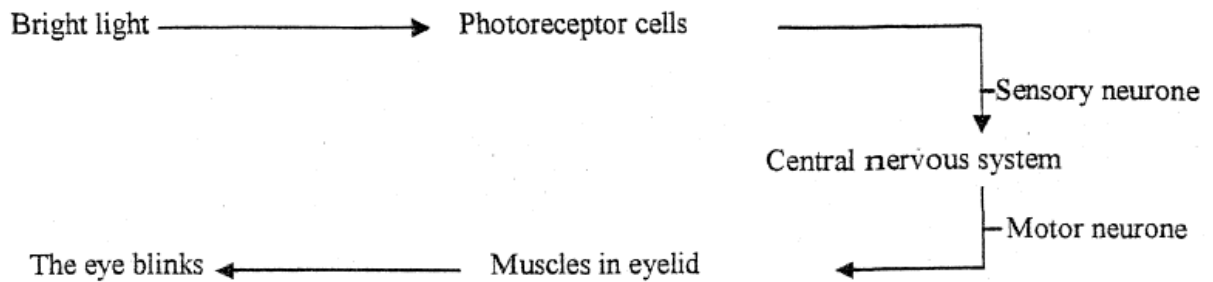 Bright light
Photoreceptor cells
Sensory neurone
Central nervous system
Motor neurone
Muscles in eyelid
The eye blinks